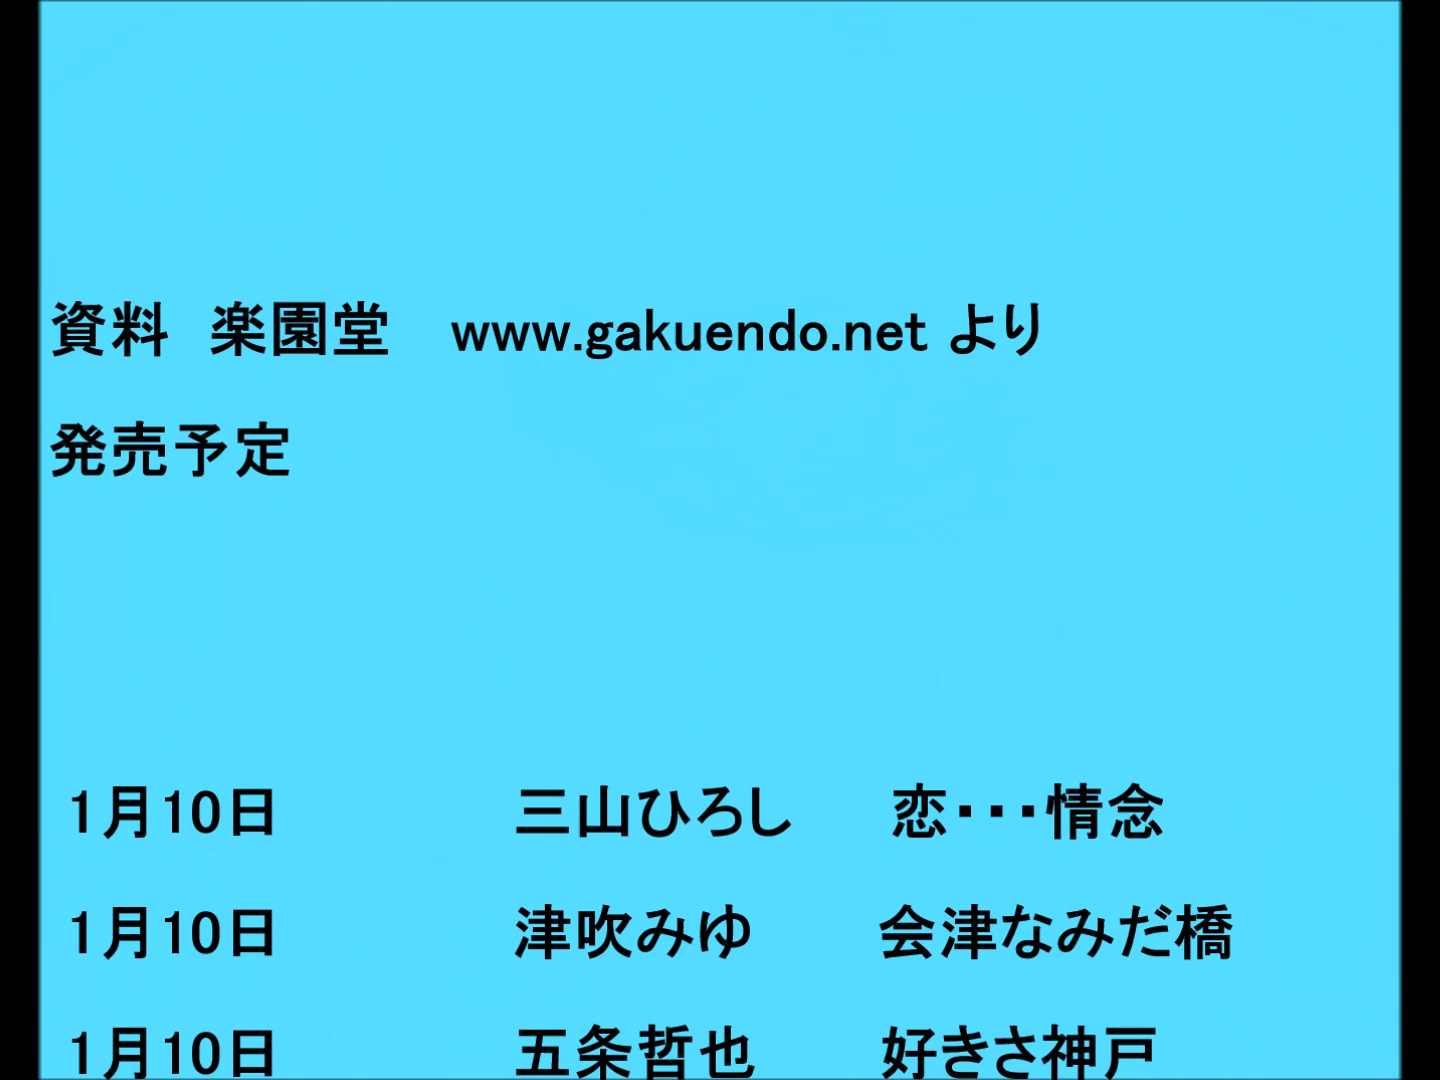 資料　楽園堂　www.gakuendo.net より
発売予定
1月10日　三山ひろし　恋・・・情念
1月10日　津吹みゆ　会津なみだ橋
1月10日　五条哲也　好きさ神戸